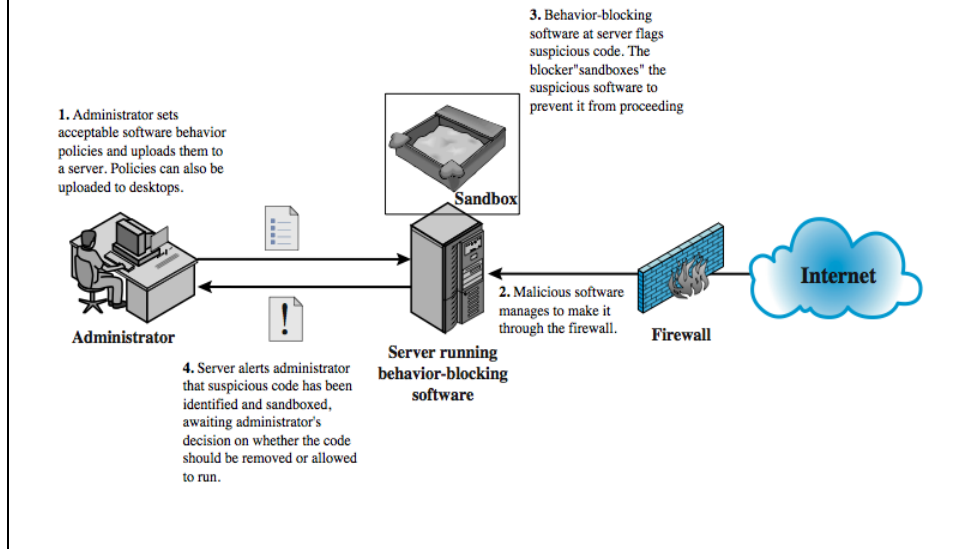 3. Behavior-blocking
software at server flags
suspicious code. The
blocker"sandboxes" the
suspicious software to
prevent it from proceeding
1. Administrator sets
acceptable software behavior
policies and uploads them to
a server. Policies can also be
uploaded to desktops.
Sandbox
Internet
2. Malicious software
manages to make it
through the firewall.
Firewall
Administrator
Server running
behavior-blocking
software
4. Server alerts administrator
that suspicious code has been
identified and sandboxed,
awaiting administrator's
decision on whether the code
should be removed or allowed
to run.
!